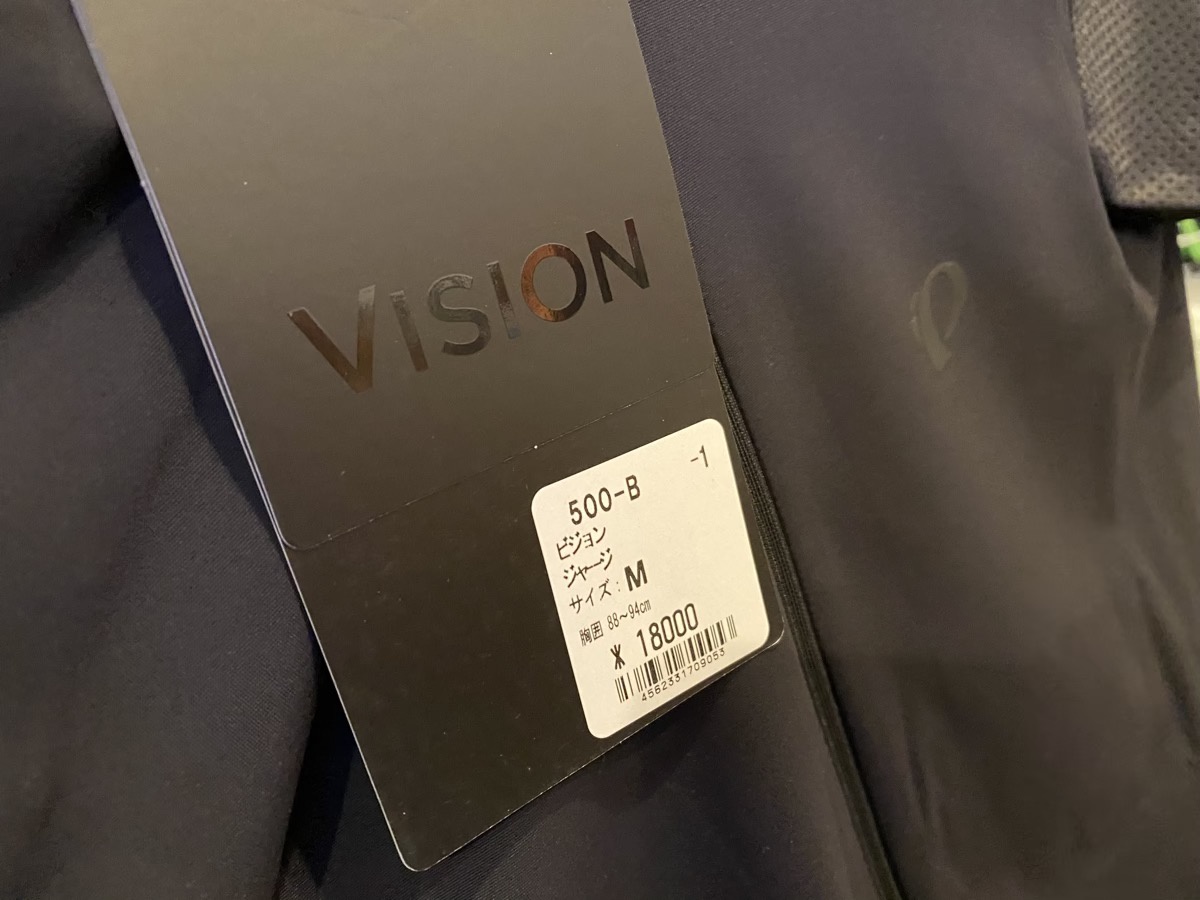 VISION
500-B -1
ビジョン
ジャージ
サイズ:M
胸囲 88~94cm
¥ 18000
4562331709053